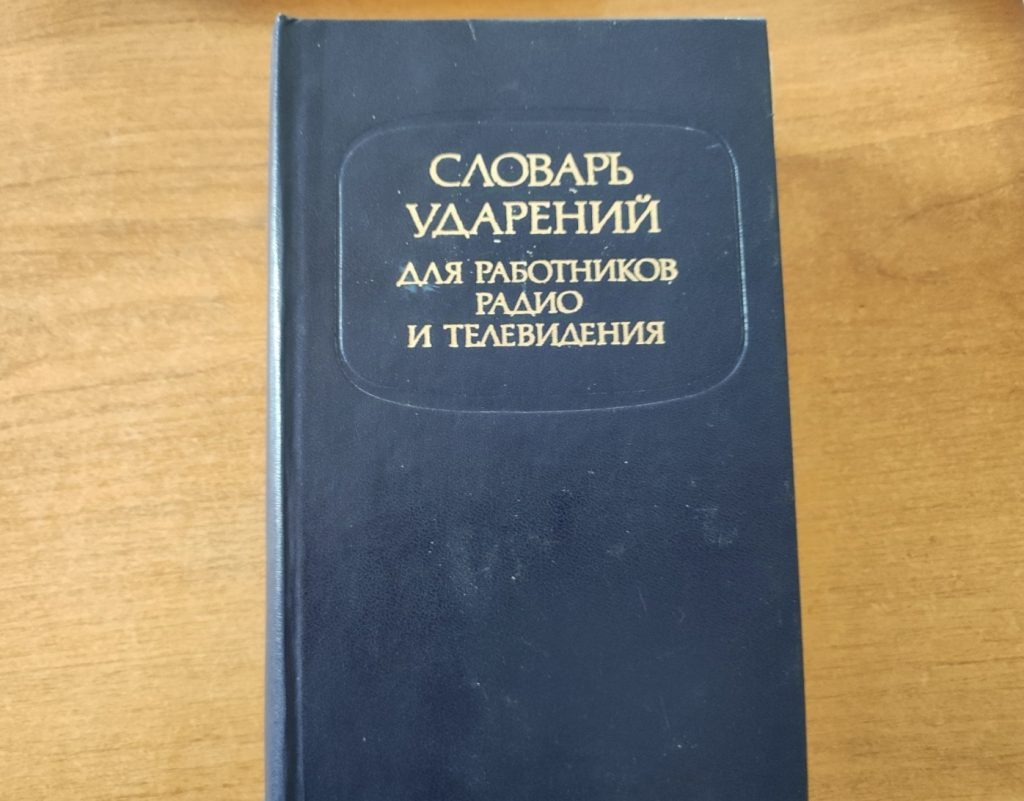 СЛОВАРЬ
УДАРЕНИЙ
ДЛЯ РАБОТНИКОВ
РАДИО
И ТЕЛЕВИДЕНИЯ